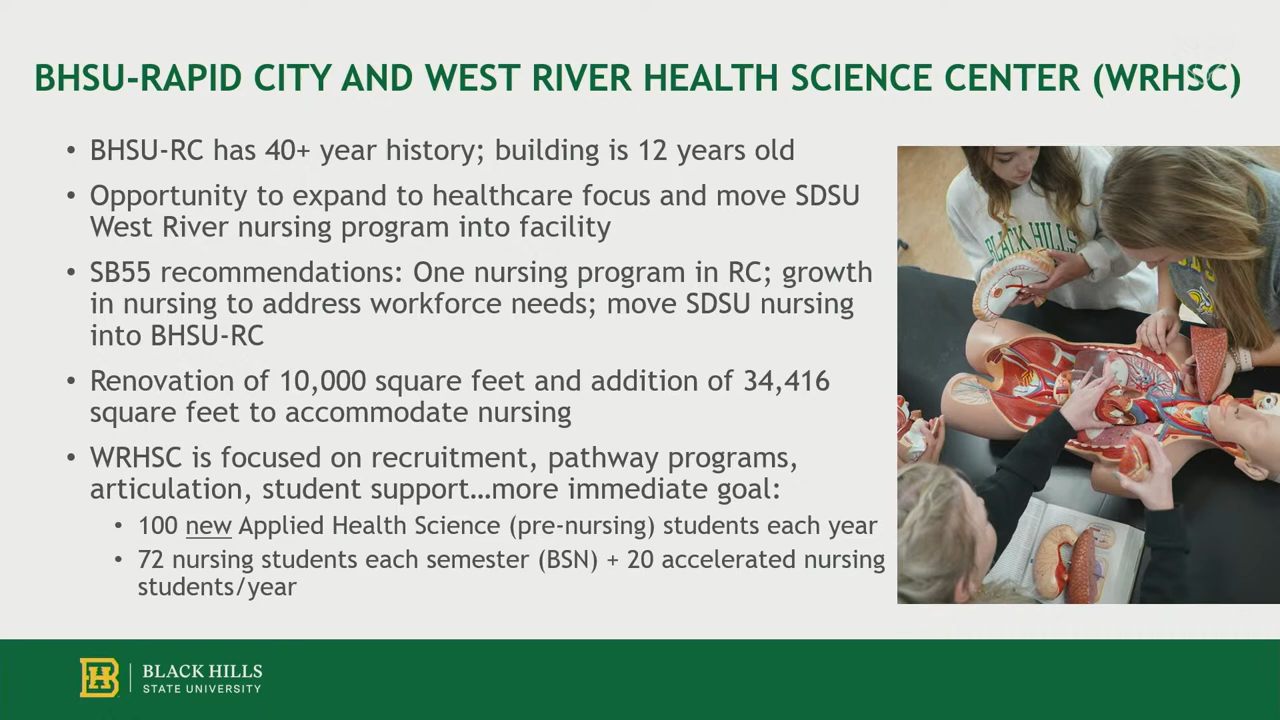 BHSU-RAPID CITY AND WEST RIVER HEALTH SCIENCE CENTER (WRHSC)
• BHSU-RC has 40+ year history; building is 12 years old
• Opportunity to expand to healthcare focus and move SDSU
West River nursing program into facility
• SB55 recommendations: One nursing program in RC; growth
in nursing to address workforce needs; move SDSU nursing
into BHSU-RC
• Renovation of 10,000 square feet and addition of 34,416
square feet to accommodate nursing
• WRHSC is focused on recruitment, pathway programs,
articulation, student support…more immediate goal:
• 100 new Applied Health Science (pre-nursing) students each year
• 72 nursing students each semester (BSN) + 20 accelerated nursing
students/year
BLACK HILLS
BH
BLACK HILLS
STATE UNIVERSITY